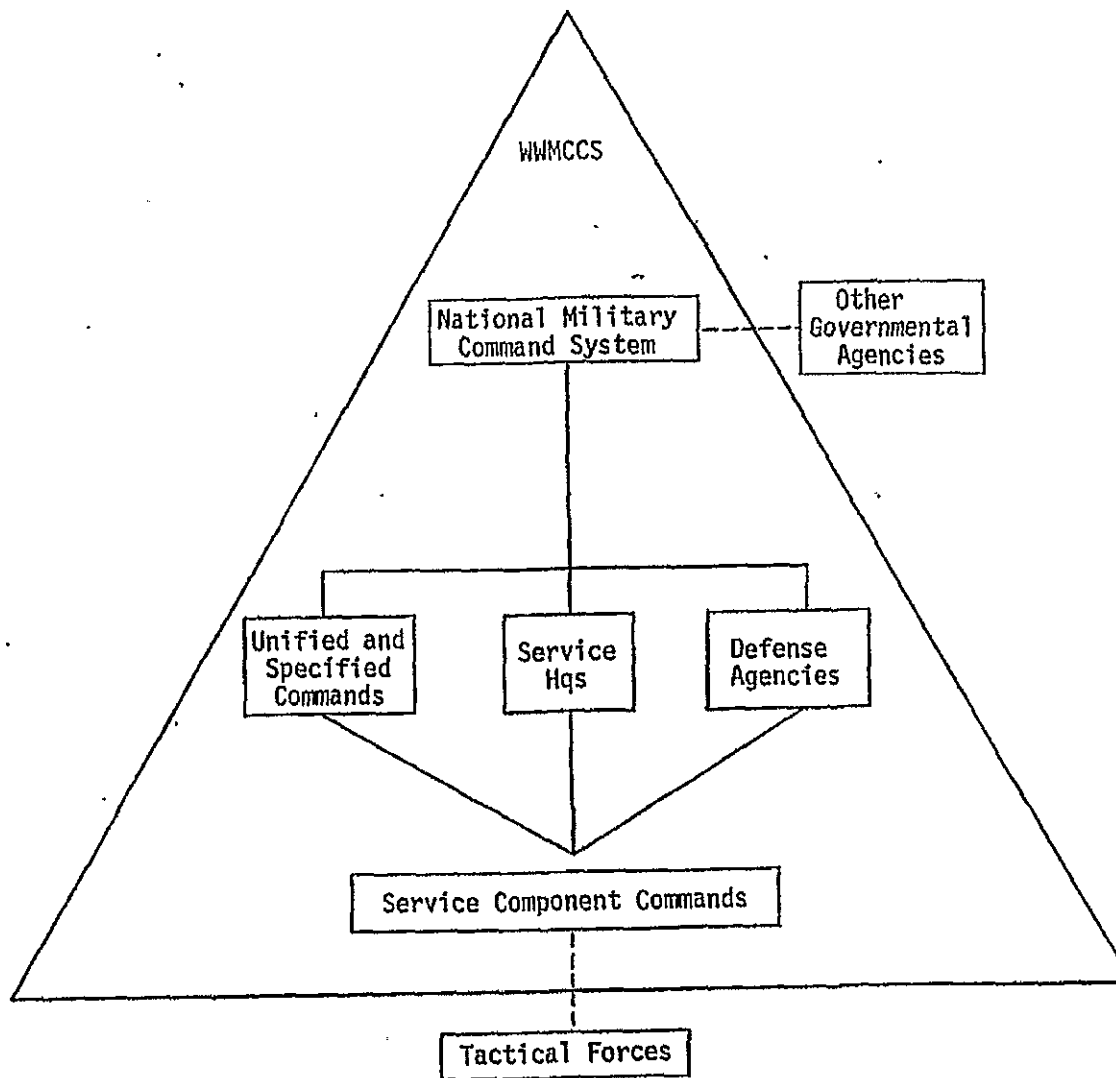 WWMCCS
National Military
Command System
Other
Governmental
Agencies
Unified and
Specified
Commands
Service
Hqs
Defense
Agencies
Service Component Commands
Tactical Forces